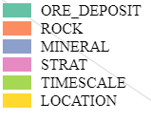 ORE_DEPOSIT
ROCK
MINERAL
STRAT
TIMESCALE
LOCATION